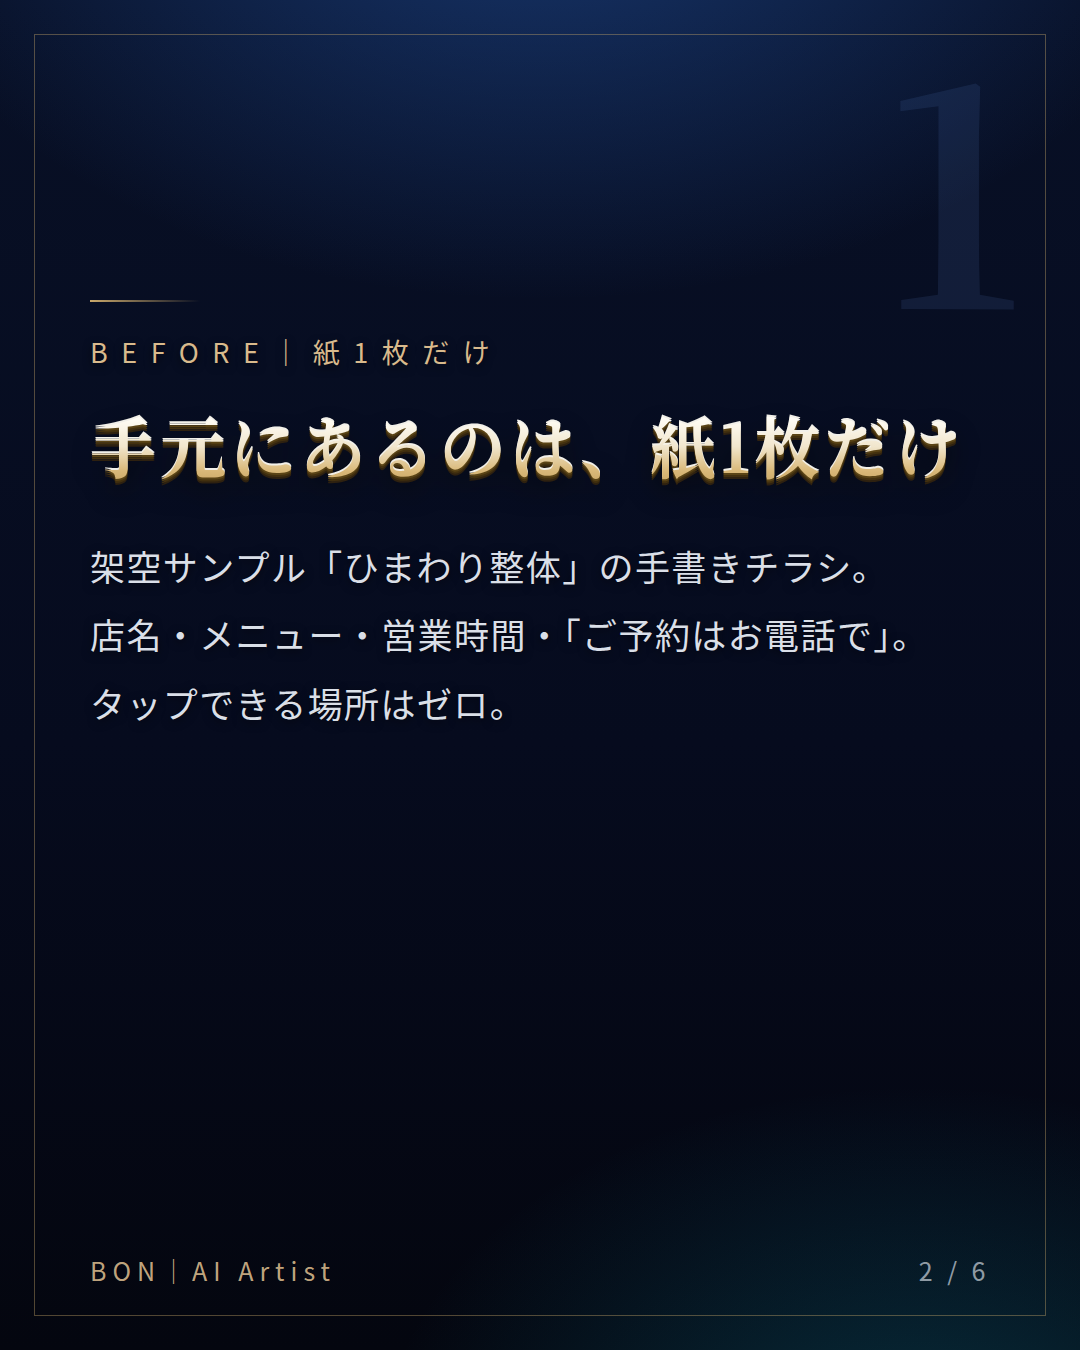 1
BEFORE｜紙1枚だけ
手元にあるのは、紙1枚だけ
架空サンプル「ひまわり整体」の手書きチラシ。
店名・メニュー・営業時間・「ご予約はお電話で」。
タップできる場所はゼロ。
BON｜AI Artist
2 / 6